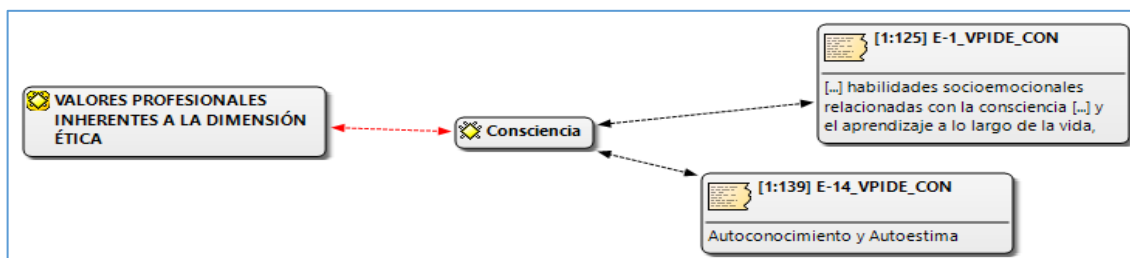 VALORES PROFESIONALES
INHERENTES A LA DIMENSIÓN
ÉTICA
Consciencia
[1:125] E-1_VPIDE_CON
[...] habilidades socioemocionales
relacionadas con la consciencia [...] y
el aprendizaje a lo largo de la vida,
[1:139] E-14_VPIDE_CON
Autoconocimiento y Autoestima